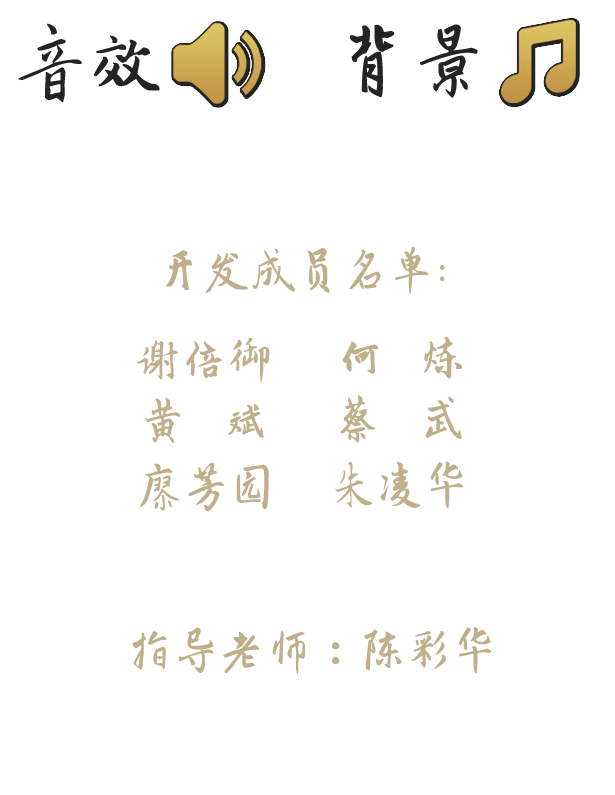 音效 背景
开发成员名单:
谢倍御 何 炼
黄 斌 蔡 武
廖芳园 朱凌华
指导老师:陈彩华